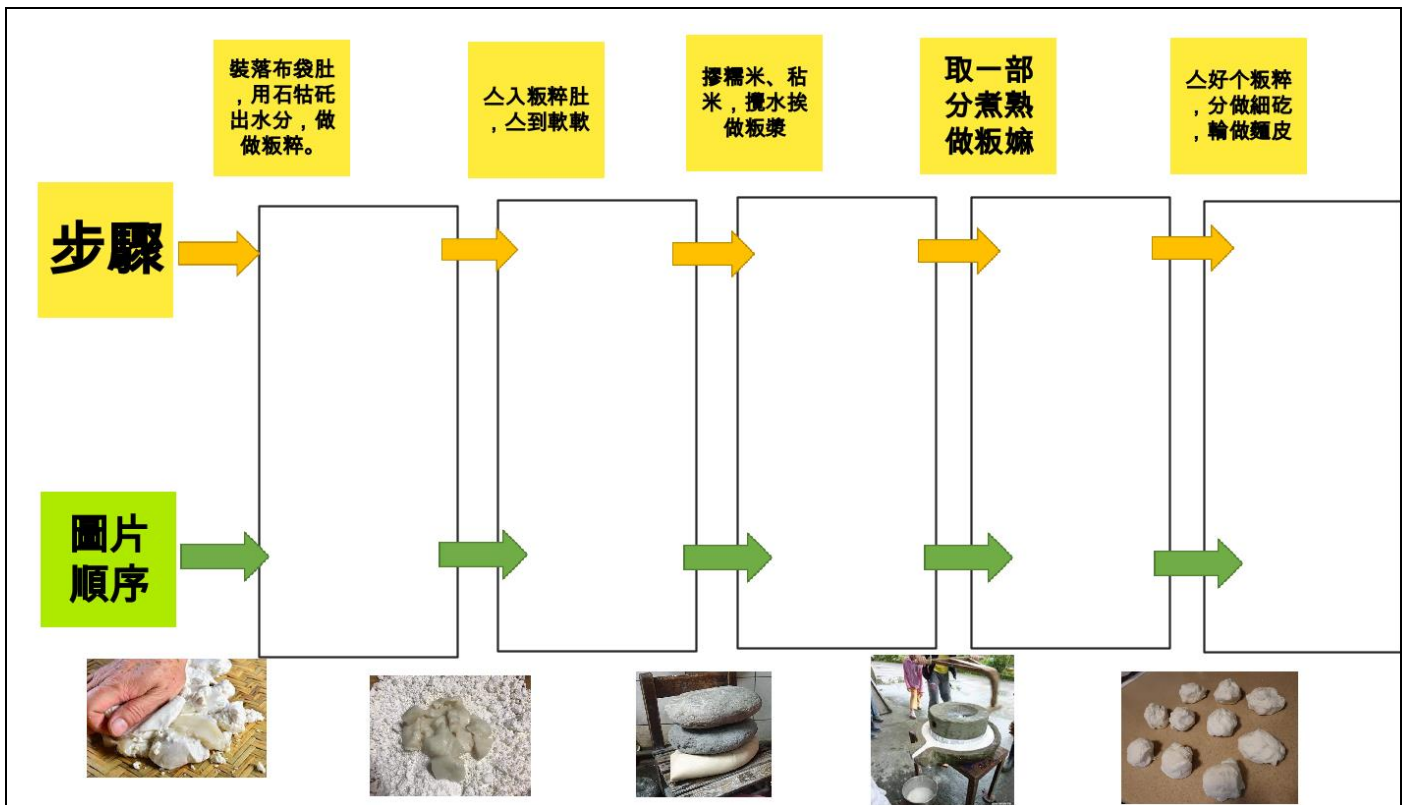 裝落布袋肚
，用石牯矺
出水分，做
做粄粹。
亼入粄粹肚
，亼到軟軟
摎糯米、秥
米，攪水挨
做粄漿
取一部
分煮熟
做粄嫲
亼好个粄粹
，分做細矻
，輪做麵皮
步驟
圖片
順序